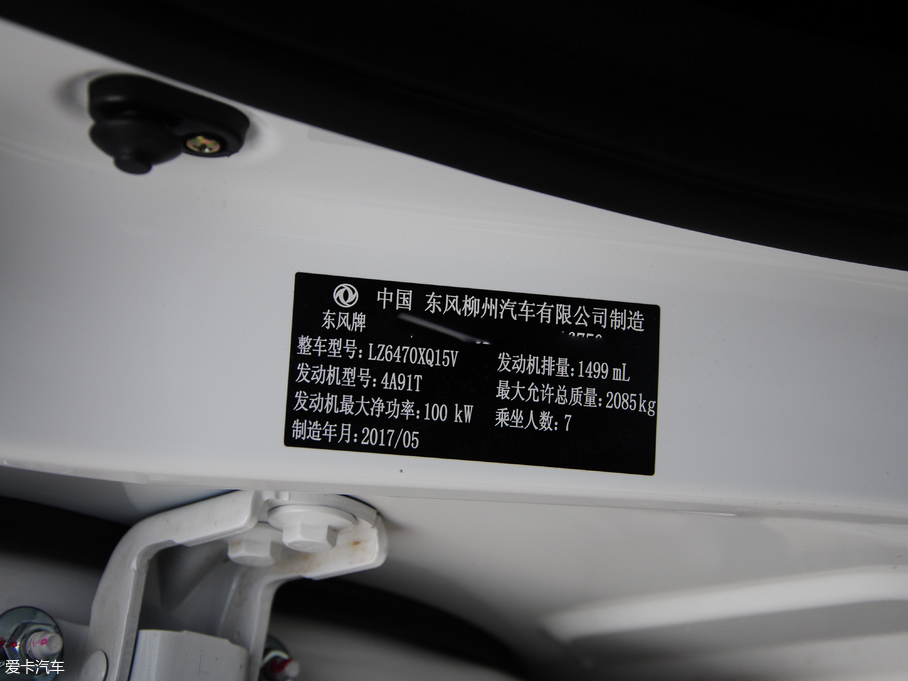 中国 东风柳州汽车有限公司制造
东风牌
整车型号:LZ6470XQ15V
发动机排量:1499 mL
发动机型号:4A91T
最大允许总质量:2085kg
发动机最大净功率:100 kW
乘坐人数:7
制造年月:2017/05
爱卡汽车